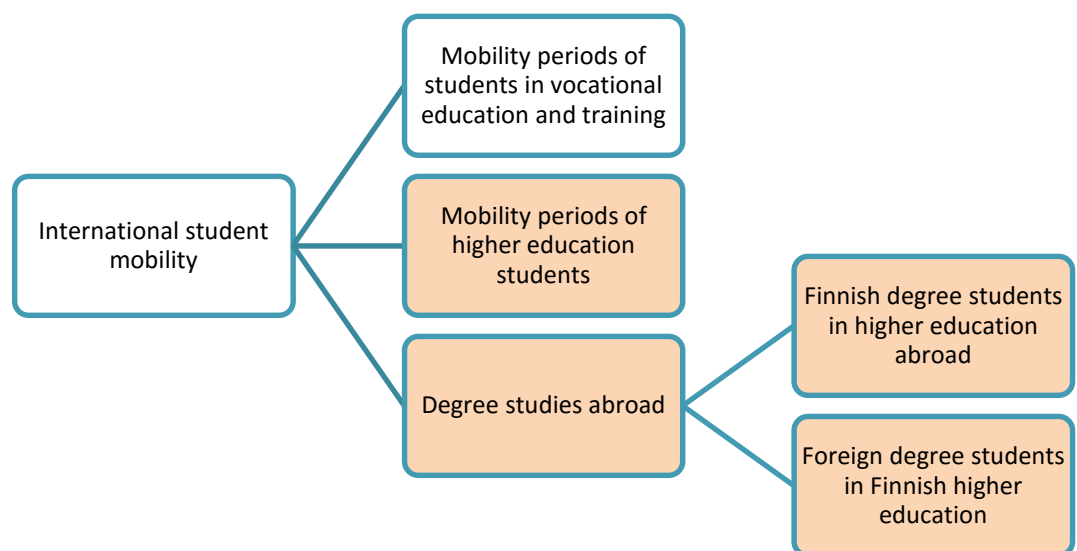 Mobility periods of
students in vocational
education and training
International student
mobility
Mobility periods of
higher education
students
Degree studies abroad
Finnish degree students
in higher education
abroad
Foreign degree students
in Finnish higher
education